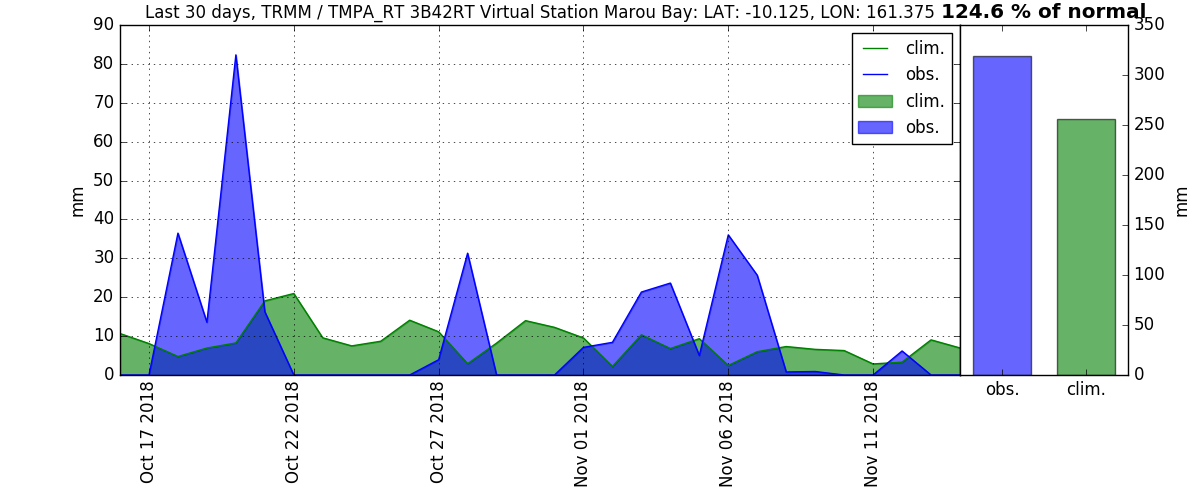 Last 30 days, TRMM / TMPA_RT 3B42RT Virtual Station Marou Bay: LAT: -10.125, LON: 161.375 124.6 % of normal
90
80
70
60
50
40
30
20
10
0
mm
clim.
obs.
clim.
obs.
Oct 17 2018
Oct 22 2018
Oct 27 2018
Nov 01 2018
Nov 06 2018
Nov 11 2018
350
300
250
200
150
100
50
0
mm
obs.
clim.